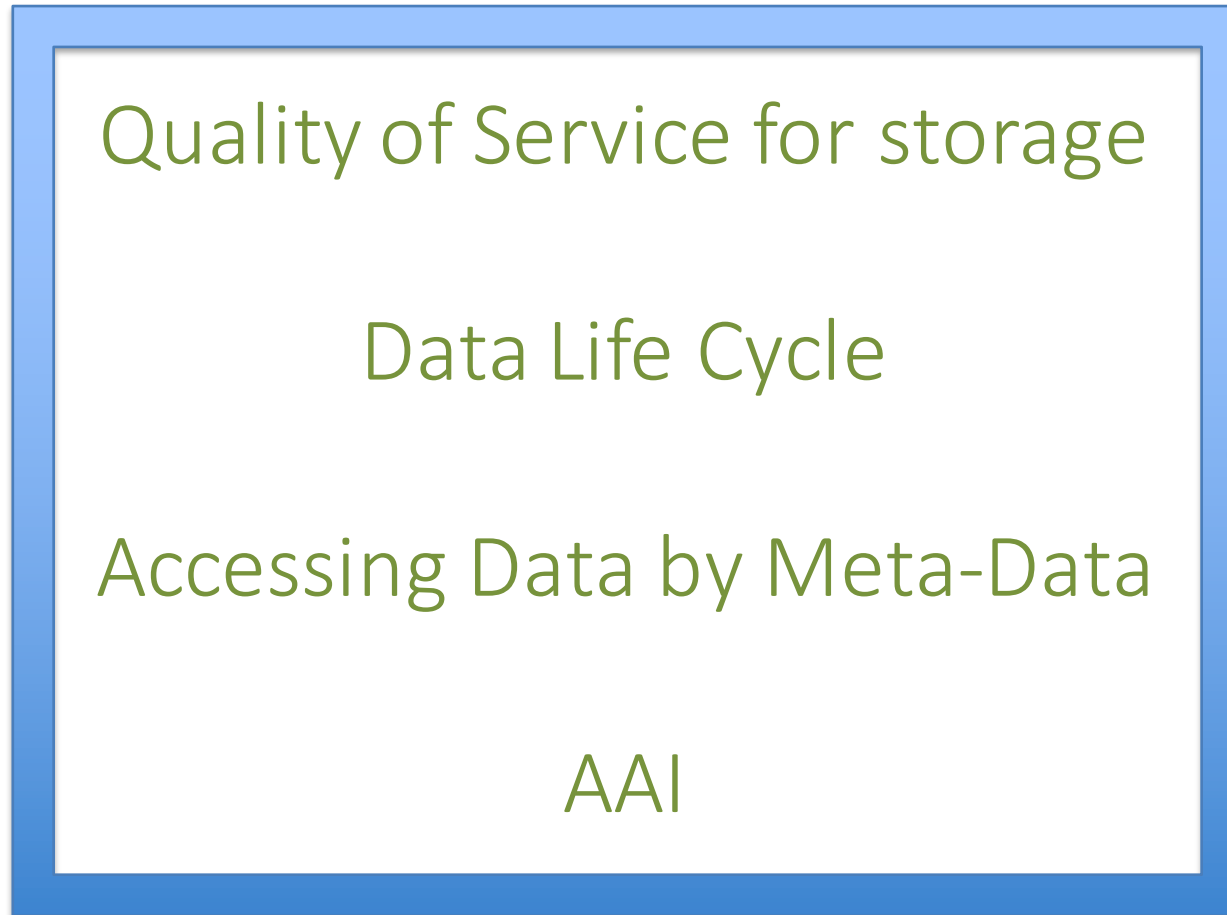 Quality of Service for storage
Data Life Cycle
Accessing Data by Meta-Data
AAI